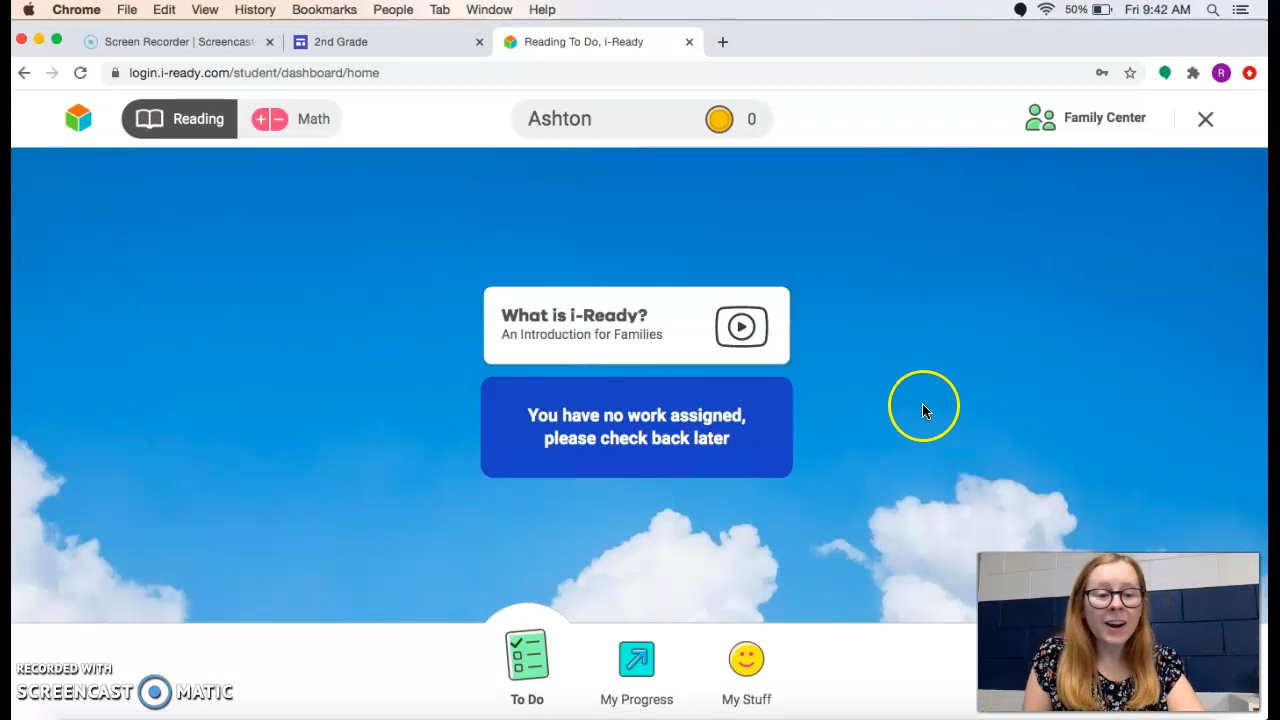 Chrome File Edit View History Bookmarks People Tab Window Help 50% Fri 9:42 AM
Screen Recorder | Screencast- 2nd Grade Reading To Do, i-Ready
login.i-ready.com/student/dashboard/home R
Reading Math Ashton 0 Family Center
What is i-Ready?
An Introduction for Families
You have no work assigned,
please check back later
To Do My Progress My Stuff
RECORDED WITH
SCREENCAST MATIC